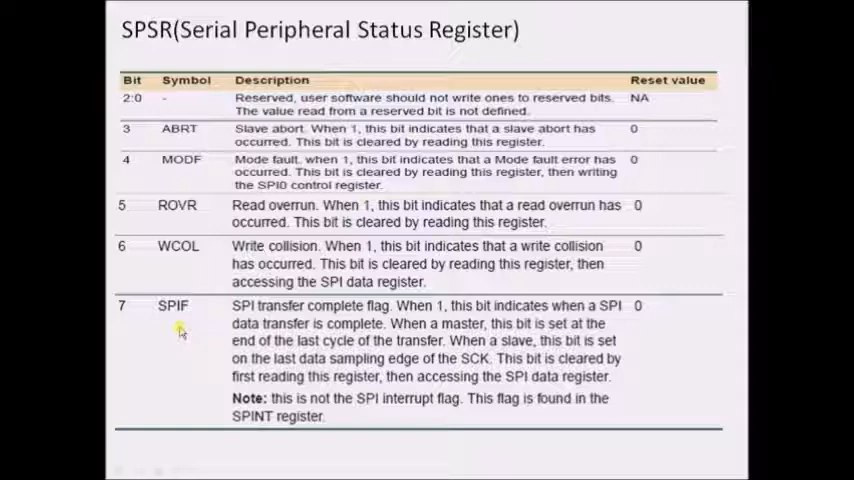 SPSR(Serial Peripheral Status Register)
Bit Symbol Description Reset value
2:0 - Reserved, user software should not write ones to reserved bits. NA
The value read from a reserved bit is not defined.
3 ABRT Slave abort. When 1, this bit indicates that a slave abort has 0
occurred. This bit is cleared by reading this register.
4 MODF Mode fault. when 1, this bit indicates that a Mode fault error has 0
occurred. This bit is cleared by reading this register, then writing
the SPI0 control register.
5 ROVR Read overrun. When 1, this bit indicates that a read overrun has 0
occurred. This bit is cleared by reading this register.
6 WCOL Write collision. When 1, this bit indicates that a write collision 0
has occurred. This bit is cleared by reading this register, then
accessing the SPI data register.
7 SPIF SPI transfer complete flag. When 1, this bit indicates when a SPI 0
data transfer is complete. When a master, this bit is set at the
end of the last cycle of the transfer. When a slave, this bit is set
on the last data sampling edge of the SCK. This bit is cleared by
first reading this register, then accessing the SPI data register.
Note: this is not the SPI interrupt flag. This flag is found in the
SPINT register.